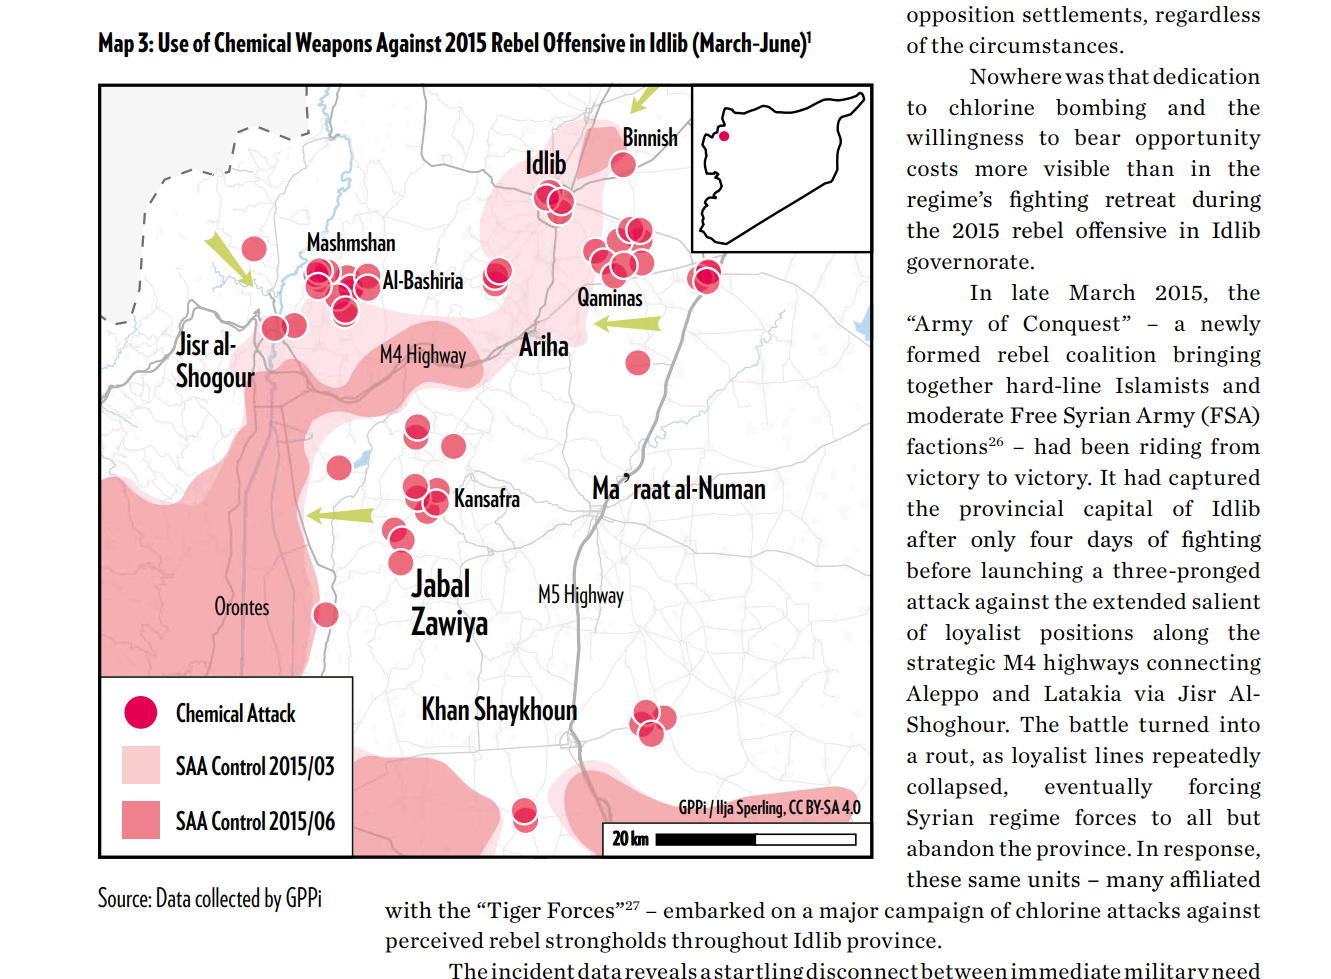 Map 3: Use of Chemical Weapons Against 2015 Rebel Offensive in Idlib (March-June)¹
Binnish
Idlib
Mashmshan
Al-Bashiria
Qaminas
Jisr al-
Shogour
M4 Highway
Ariha
Kansafra
Ma’raat al-Numan
Jabal
Zawiya
M5 Highway
Orontes
Khan Shaykhoun
Chemical Attack
SAA Control 2015/03
SAA Control 2015/06
GPPi / Ilja Sperling, CC BY-SA 4.0
20 km
Source: Data collected by GPPi
opposition settlements, regardless
of the circumstances.
Nowhere was that dedication
to chlorine bombing and the
willingness to bear opportunity
costs more visible than in the
regime’s fighting retreat during
the 2015 rebel offensive in Idlib
governorate.
In late March 2015, the
“Army of Conquest” – a newly
formed rebel coalition bringing
together hard-line Islamists and
moderate Free Syrian Army (FSA)
factions²⁶ – had been riding from
victory to victory. It had captured
the provincial capital of Idlib
after only four days of fighting
before launching a three-pronged
attack against the extended salient
of loyalist positions along the
strategic M4 highways connecting
Aleppo and Latakia via Jisr Al-
Shoghour. The battle turned into
a rout, as loyalist lines repeatedly
collapsed, eventually forcing
Syrian regime forces to all but
abandon the province. In response,
these same units – many affiliated
with the “Tiger Forces”²⁷ – embarked on a major campaign of chlorine attacks against
perceived rebel strongholds throughout Idlib province.
The incident data reveals a startling disconnect between immediate military need